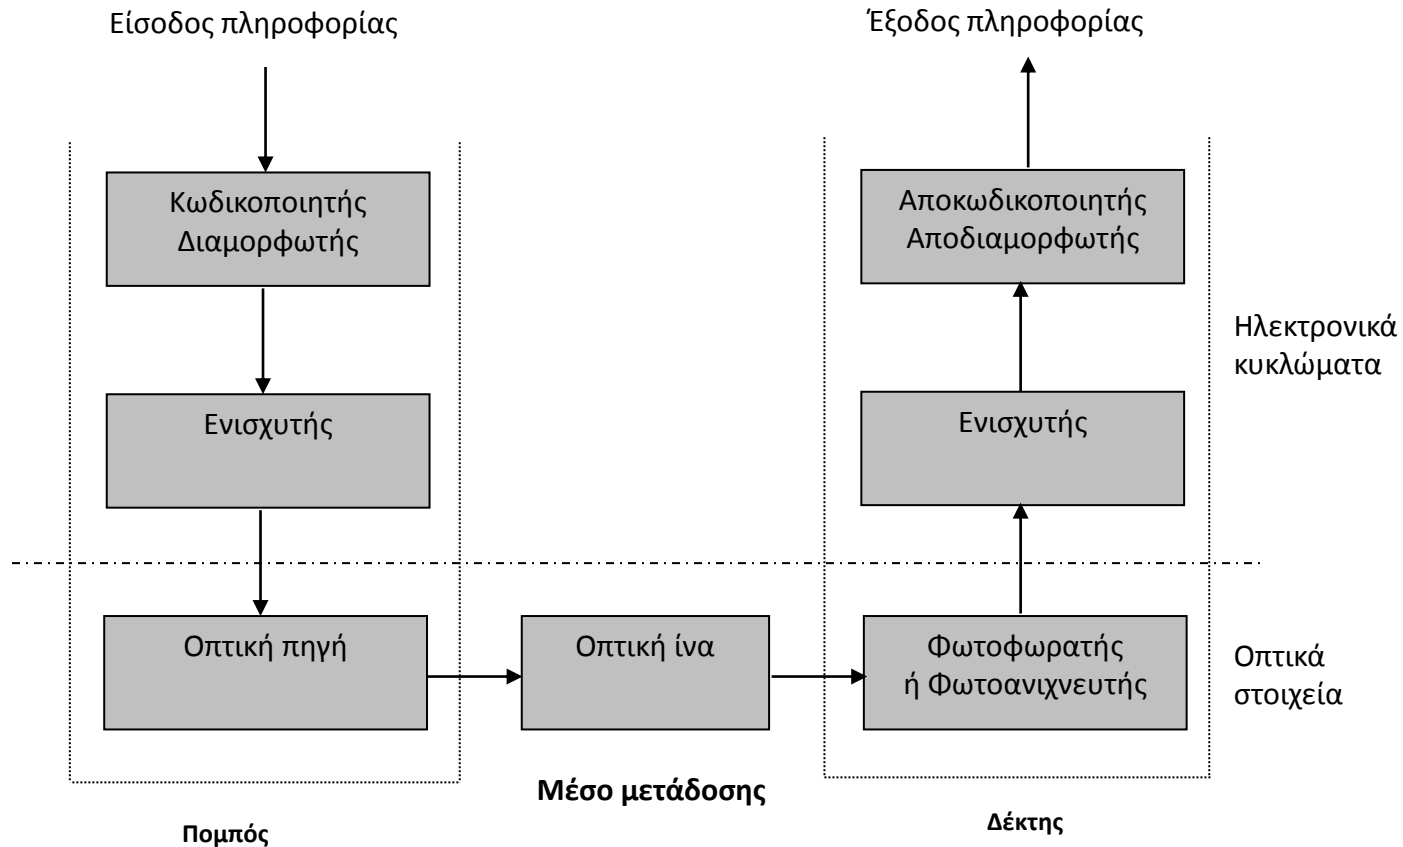 Είσοδος πληροφορίας
Έξοδος πληροφορίας
Κωδικοποιητής
Διαμορφωτής
Αποκωδικοποιητής
Αποδιαμορφωτής
Ηλεκτρονικά
κυκλώματα
Ενισχυτής
Ενισχυτής
Οπτική πηγή
Οπτική ίνα
Φωτοφωρατής
ή Φωτοανιχνευτής
Οπτικά
στοιχεία
Μέσο μετάδοσης
Πομπός
Δέκτης